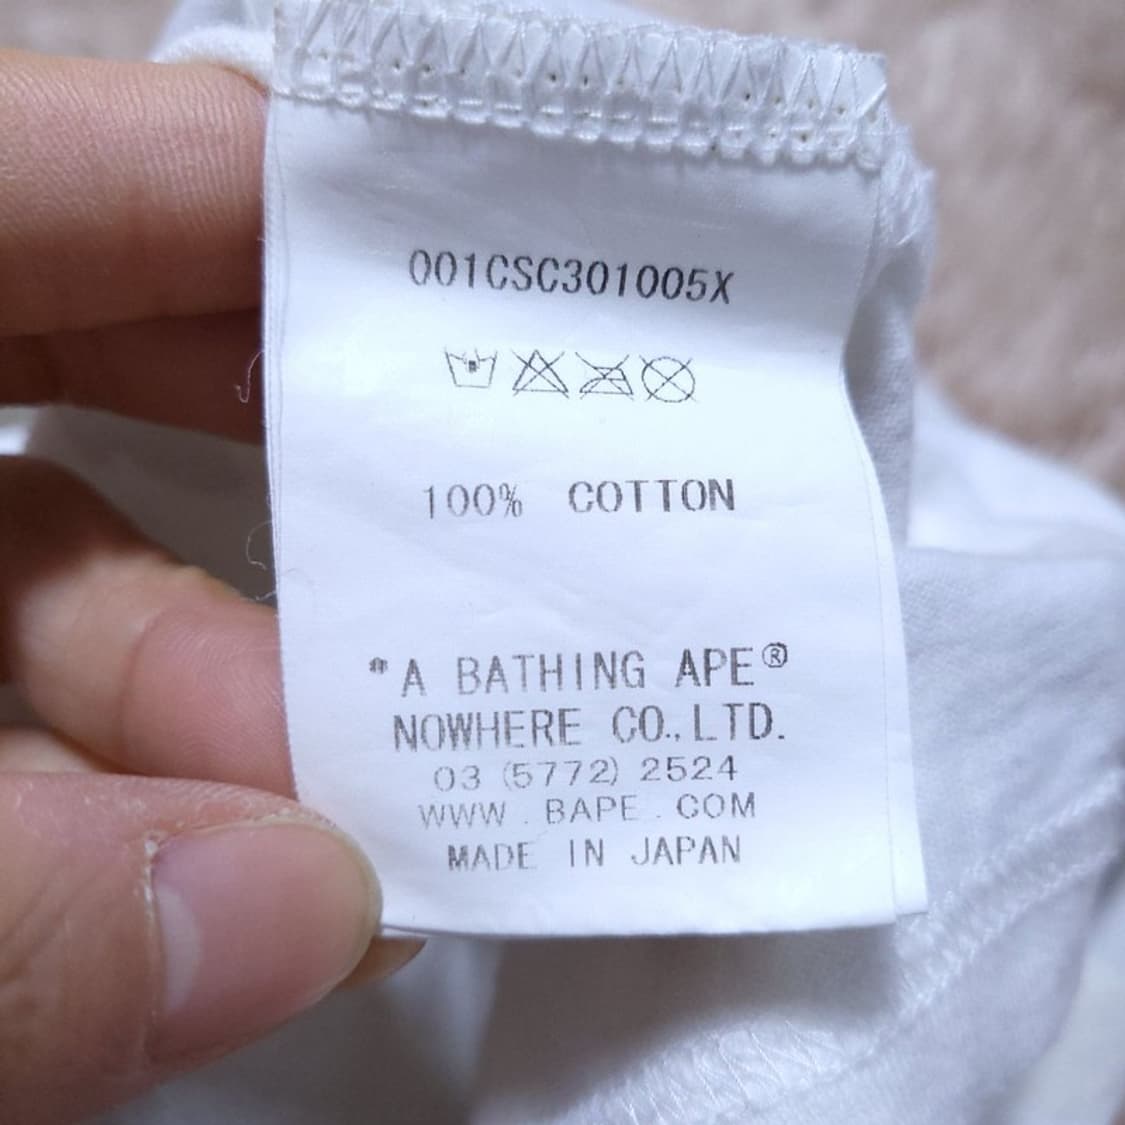 001CSC301005X
100% COTTON
"A BATHING APE®
NOWHERE CO., LTD.
03 (5772) 2524
WWW . BAPE . COM
MADE IN JAPAN